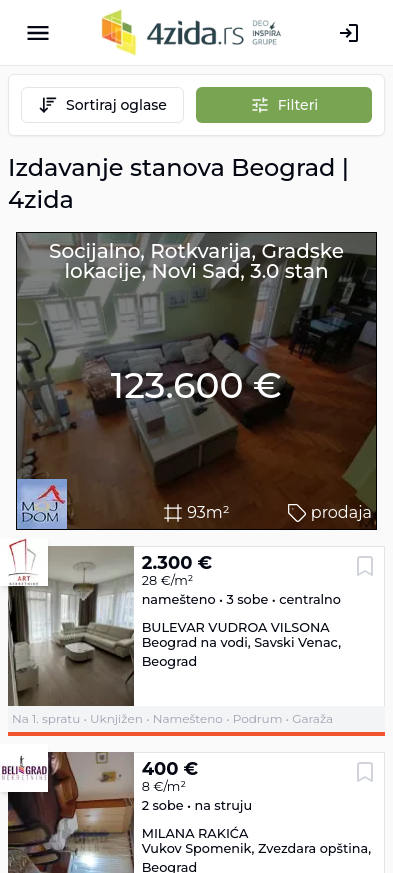 4zida.rs
DEO
INSPIRA
GRUPE
Sortiraj oglase
Filteri
Izdavanje stanova Beograd |
4zida
Socijalno, Rotkvarija, Gradske
lokacije, Novi Sad, 3.0 stan
123.600 €
MOJ
DOM
93m²
prodaja
ART
NEKRETNINE
2.300 €
28 €/m²
namešteno • 3 sobe • centralno
BULEVAR VUDROA VILSONA
Beograd na vodi, Savski Venac,
Beograd
Na 1. spratu • Uknjižen • Namešteno • Podrum • Garaža
BELI GRAD
NEKRETNINE
400 €
8 €/m²
2 sobe • na struju
MILANA RAKIĆA
Vukov Spomenik, Zvezdara opština,
Beograd